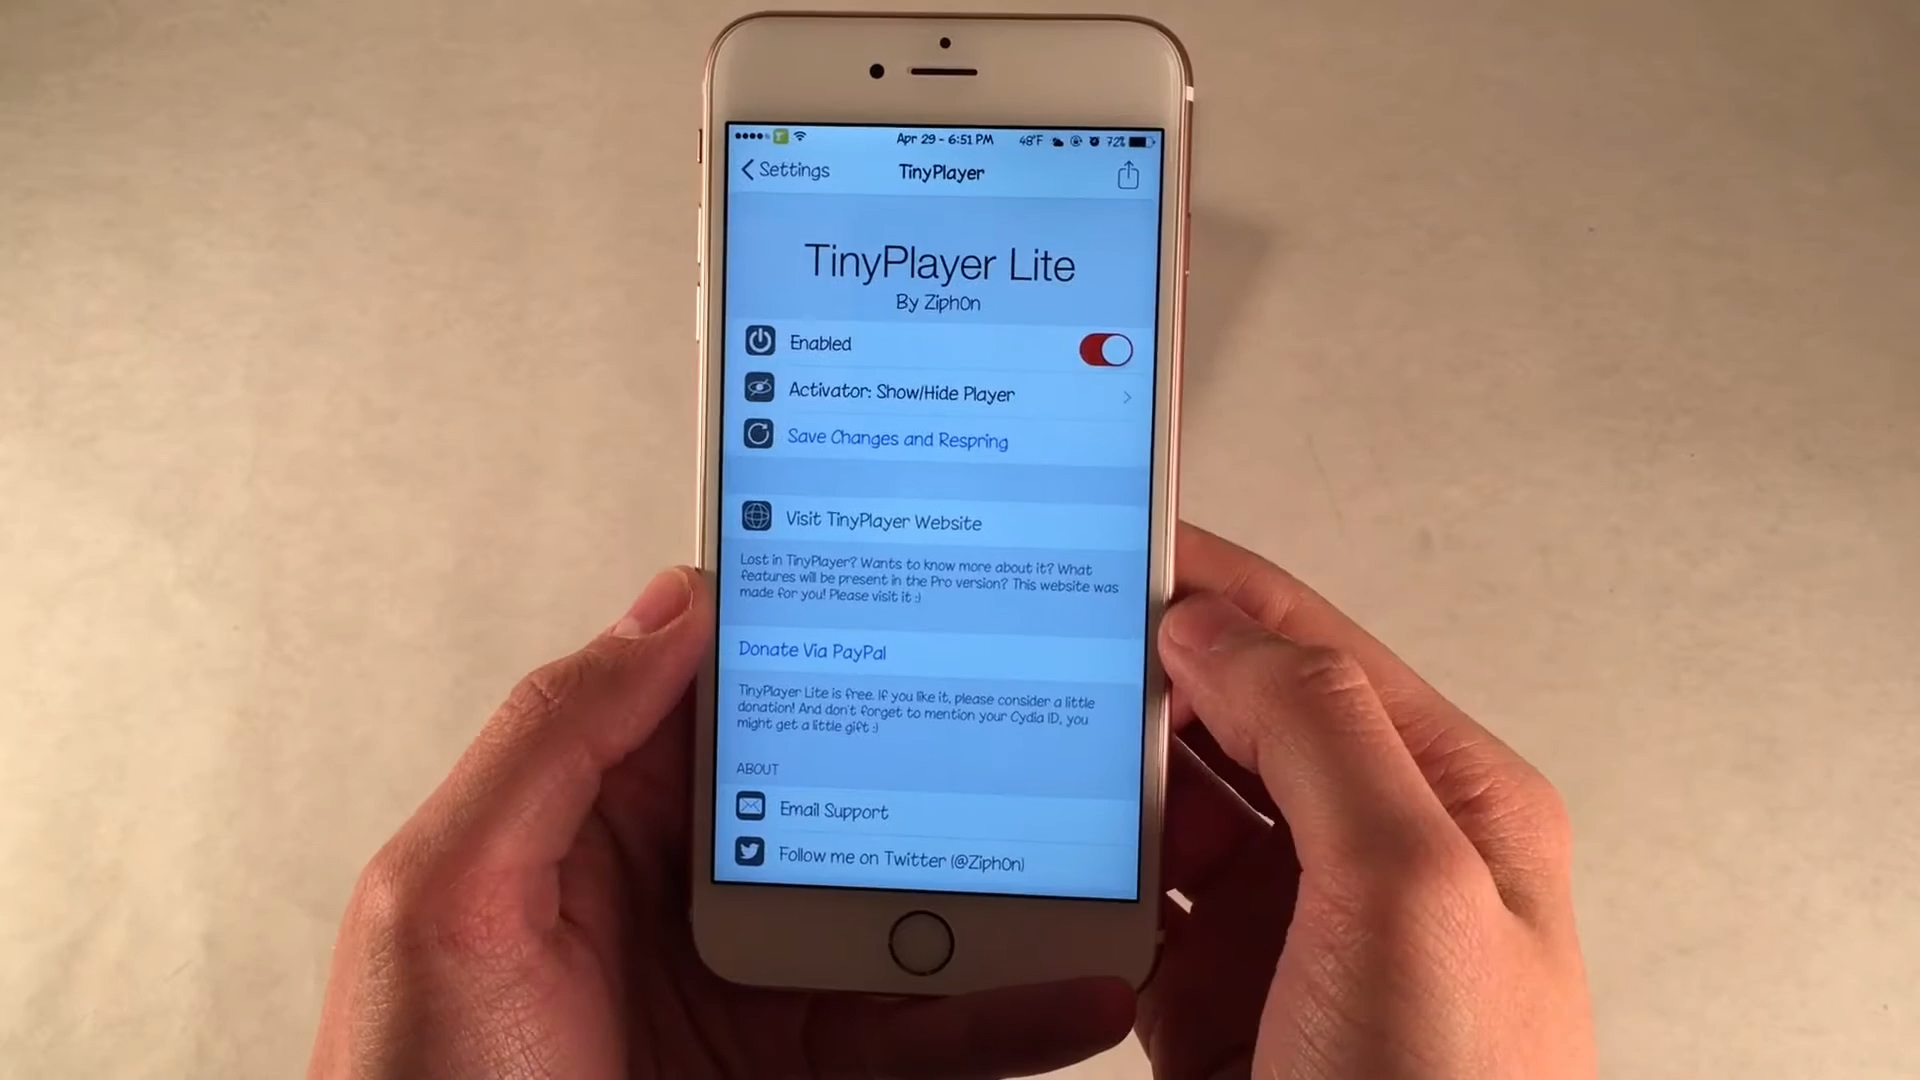 Apr 29 - 6:51 PM 48°F 72%
Settings TinyPlayer
TinyPlayer Lite
By Ziph0n
Enabled
Activator: Show/Hide Player
Save Changes and Respring
Visit TinyPlayer Website
Lost in TinyPlayer? Wants to know more about it? What
features will be present in the Pro version? This website was
made for you! Please visit it :)
Donate Via PayPal
TinyPlayer Lite is free. If you like it, please consider a little
donation! And don't forget to mention your Cydia ID, you
might get a little gift :)
ABOUT
Email Support
Follow me on Twitter (@Ziph0n)